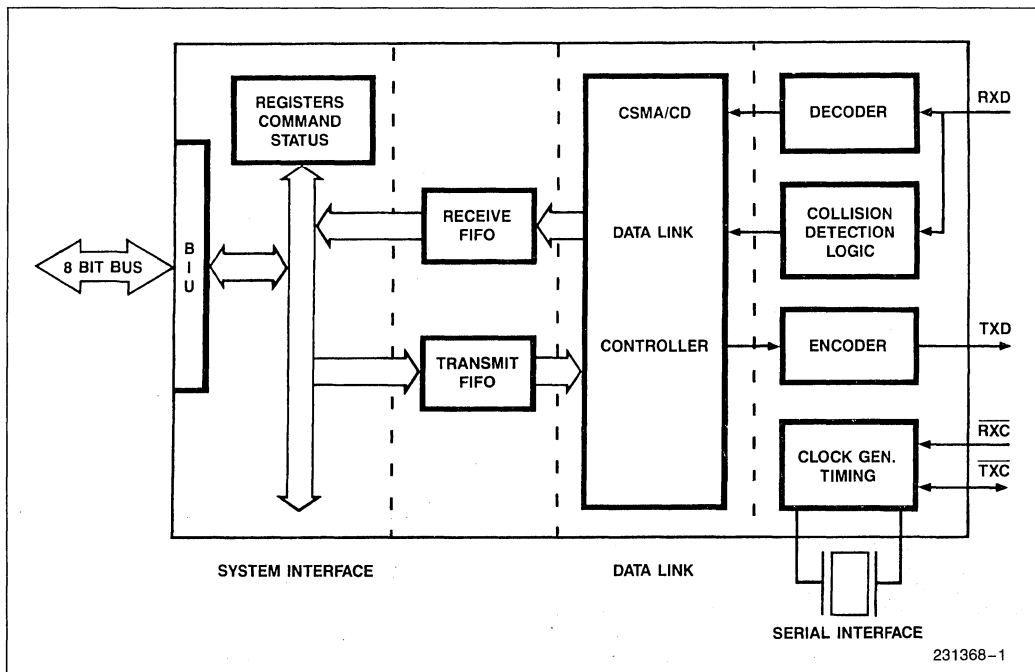 REGISTERS
COMMAND
STATUS
CSMA/CD
DECODER
RXD
8 BIT BUS
B
I
U
RECEIVE
FIFO
DATA LINK
COLLISION
DETECTION
LOGIC
TRANSMIT
FIFO
CONTROLLER
ENCODER
TXD
CLOCK GEN.
TIMING
RXC
TXC
SYSTEM INTERFACE
DATA LINK
SERIAL INTERFACE
231368-1